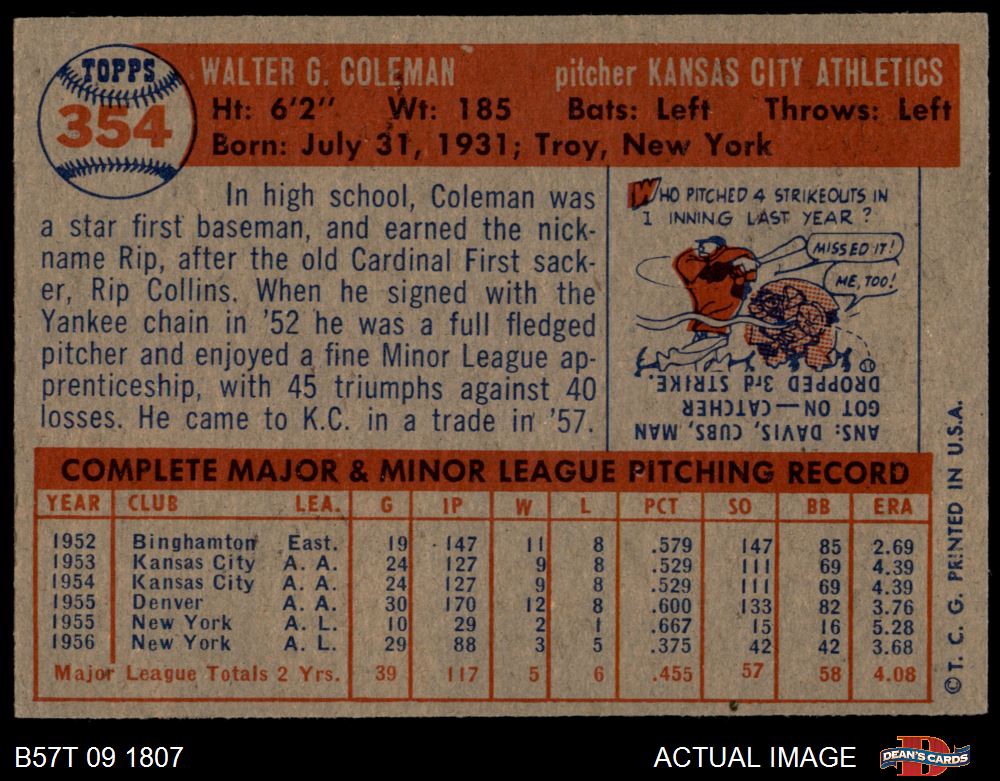 TOPPS
354
WALTER G. COLEMAN pitcher KANSAS CITY ATHLETICS
Ht: 6'2" Wt: 185 Bats: Left Throws: Left
Born: July 31, 1931; Troy, New York
In high school, Coleman was
a star first baseman, and earned the nick-
name Rip, after the old Cardinal First sack-
er, Rip Collins. When he signed with the
Yankee chain in '52 he was a full fledged
pitcher and enjoyed a fine Minor League ap-
prenticeship, with 45 triumphs against 40
losses. He came to K.C. in a trade in '57.
WHO PITCHED 4 STRIKEOUTS IN
1 INNING LAST YEAR?
MISSED IT!
ME, TOO!
ANS: DAVIS, CUBS, MAN
GOT ON—CATCHER
DROPPED 3rd STRIKE.
COMPLETE MAJOR & MINOR LEAGUE PITCHING RECORD
YEAR CLUB LEA. G IP W L PCT SO BB ERA
1952 Binghamton East. 19 147 11 8 .579 147 85 2.69
1953 Kansas City A. A. 24 127 9 8 .529 111 69 4.39
1954 Kansas City A. A. 24 127 9 8 .529 111 69 4.39
1955 Denver A. A. 30 170 12 8 .600 133 82 3.76
1955 New York A. L. 10 29 2 1 .667 15 16 5.28
1956 New York A. L. 29 88 3 5 .375 42 42 3.68
Major League Totals 2 Yrs. 39 117 5 6 .455 57 58 4.08
© T. C. G. PRINTED IN U.S.A.
B57T 09 1807 ACTUAL IMAGE
DEAN'S CARDS